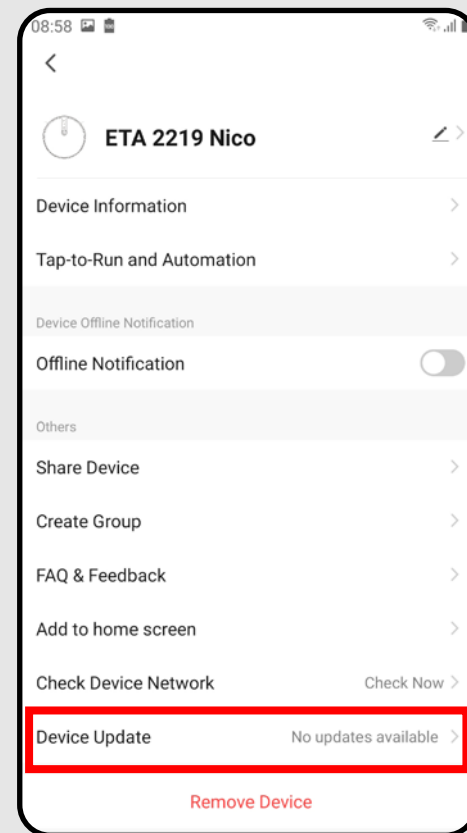 08:58
ETA 2219 Nico
Device Information
Tap-to-Run and Automation
Device Offline Notification
Offline Notification
Others
Share Device
Create Group
FAQ & Feedback
Add to home screen
Check Device Network Check Now
Device Update No updates available
Remove Device